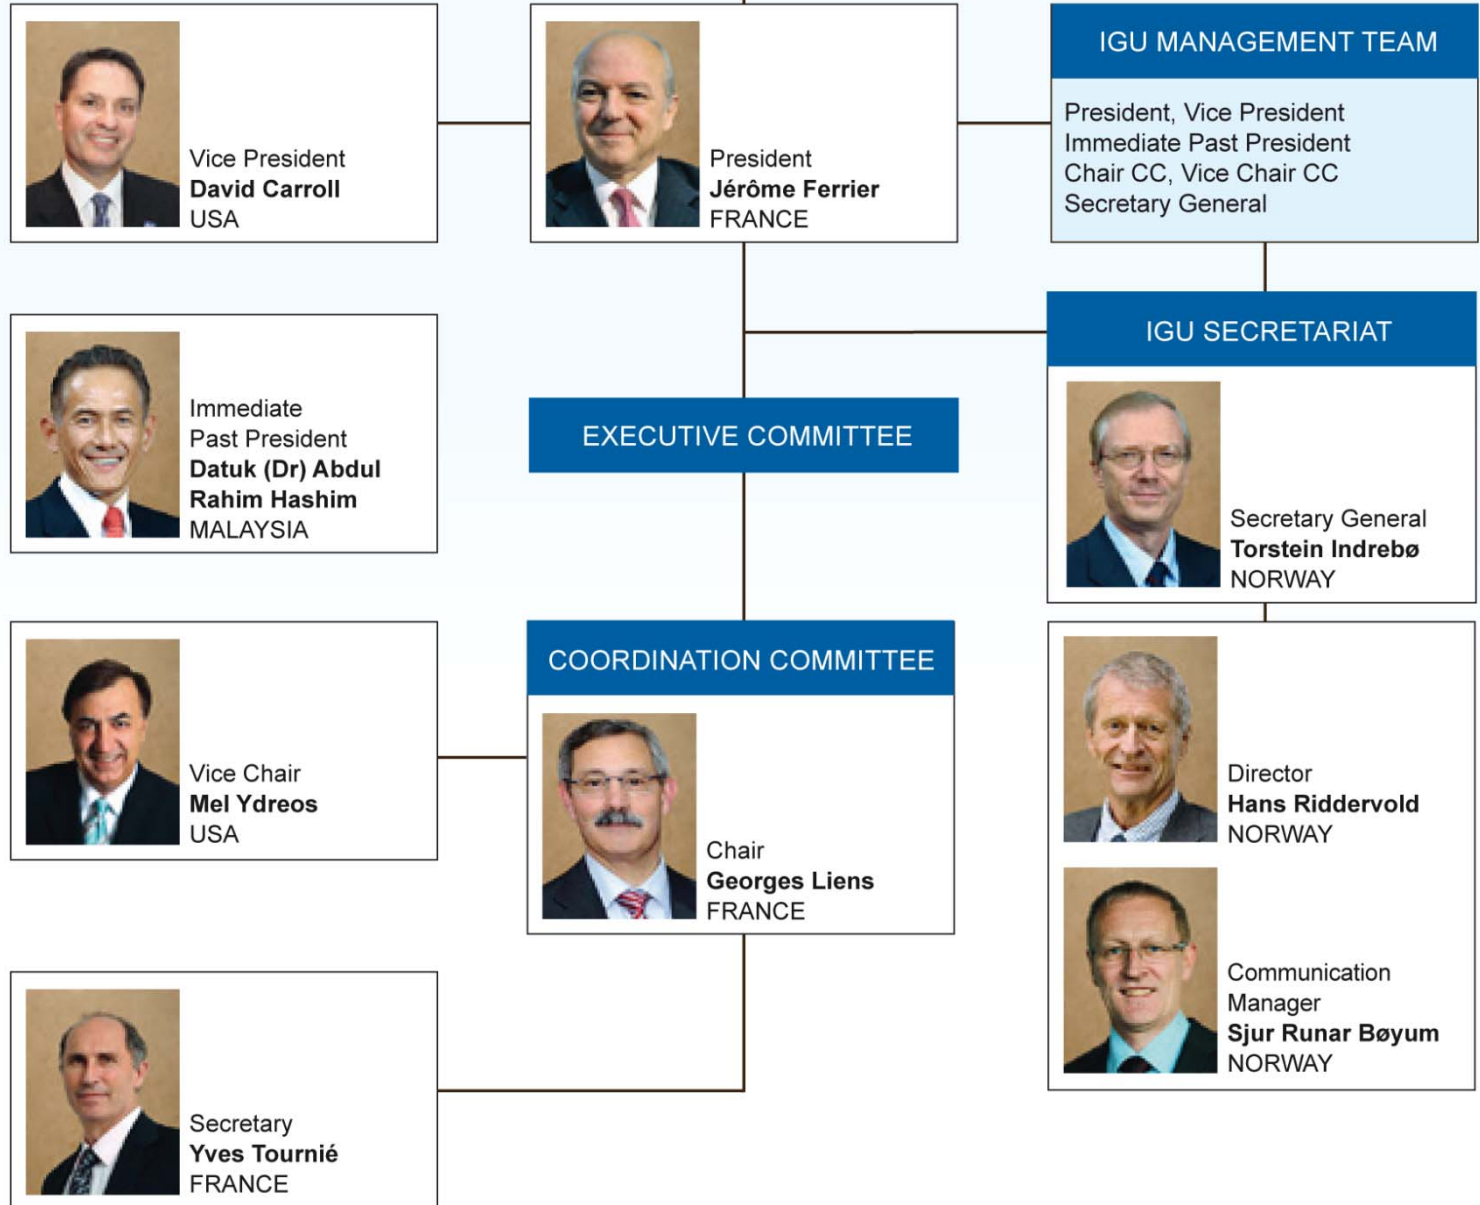 Vice President
David Carroll
USA
President
Jérôme Ferrier
FRANCE
IGU MANAGEMENT TEAM
President, Vice President
Immediate Past President
Chair CC, Vice Chair CC
Secretary General
Immediate
Past President
Datuk (Dr) Abdul
Rahim Hashim
MALAYSIA
EXECUTIVE COMMITTEE
IGU SECRETARIAT
Secretary General
Torstein Indrebø
NORWAY
Vice Chair
Mel Ydreos
USA
COORDINATION COMMITTEE
Chair
Georges Liens
FRANCE
Director
Hans Riddervold
NORWAY
Communication
Manager
Sjur Runar Bøyum
NORWAY
Secretary
Yves Tournié
FRANCE